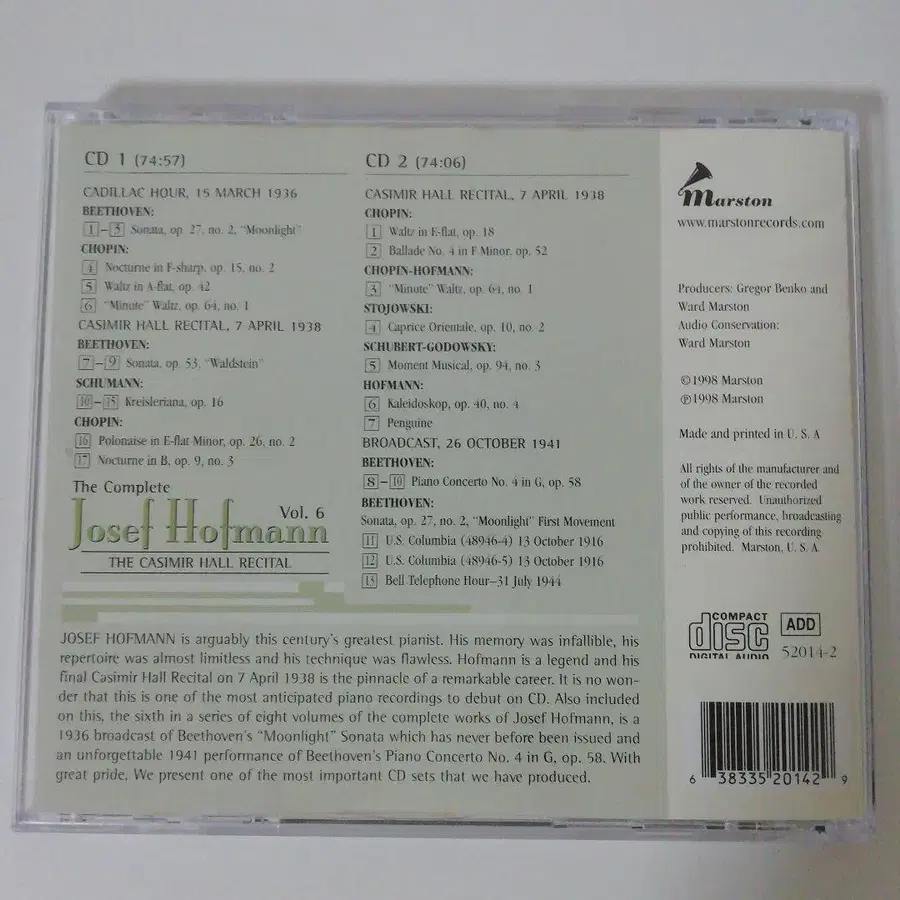 CD 1 (74:57)
CADILLAC HOUR, 15 MARCH 1936
BEETHOVEN:
1–3 Sonata, op. 27, no. 2, “Moonlight”
CHOPIN:
4 Nocturne in F-sharp, op. 15, no. 2
5 Waltz in A-flat, op. 42
6 “Minute” Waltz, op. 64, no. 1
CASIMIR HALL RECITAL, 7 APRIL 1938
BEETHOVEN:
7–9 Sonata, op. 53, “Waldstein”
SCHUMANN:
10–15 Kreisleriana, op. 16
CHOPIN:
16 Polonaise in E-flat Minor, op. 26, no. 2
17 Nocturne in B, op. 9, no. 3
The Complete
Josef Hofmann Vol. 6
THE CASIMIR HALL RECITAL
CD 2 (74:06)
CASIMIR HALL RECITAL, 7 APRIL 1938
CHOPIN:
1 Waltz in E-flat, op. 18
2 Ballade No. 4 in F Minor, op. 52
CHOPIN-HOFMANN:
3 “Minute” Waltz, op. 64, no. 1
STOJOWSKI:
4 Caprice Orientale, op. 10, no. 2
SCHUBERT-GODOWSKY:
5 Moment Musical, op. 94, no. 3
HOFMANN:
6 Kaleidoskop, op. 40, no. 4
7 Penguine
BROADCAST, 26 OCTOBER 1941
BEETHOVEN:
8–10 Piano Concerto No. 4 in G, op. 58
BEETHOVEN:
Sonata, op. 27, no. 2, “Moonlight” First Movement
11 U.S. Columbia (48946-4) 13 October 1916
12 U.S. Columbia (48946-5) 13 October 1916
13 Bell Telephone Hour–31 July 1944
JOSEF HOFMANN is arguably this century's greatest pianist. His memory was infallible, his
repertoire was almost limitless and his technique was flawless. Hofmann is a legend and his
final Casimir Hall Recital on 7 April 1938 is the pinnacle of a remarkable career. It is no won-
der that this is one of the most anticipated piano recordings to debut on CD. Also included
on this, the sixth in a series of eight volumes of the complete works of Josef Hofmann, is a
1936 broadcast of Beethoven's “Moonlight” Sonata which has never before been issued and
an unforgettable 1941 performance of Beethoven's Piano Concerto No. 4 in G, op. 58. With
great pride, We present one of the most important CD sets that we have produced.
Marston
www.marstonrecords.com
Producers: Gregor Benko and
Ward Marston
Audio Conservation:
Ward Marston
©1998 Marston
℗1998 Marston
Made and printed in U. S. A
All rights of the manufacturer and
of the owner of the recorded
work reserved. Unauthorized
public performance, broadcasting
and copying of this recording
prohibited. Marston, U. S. A.
COMPACT
disc
DIGITAL AUDIO
ADD
52014-2
6 38335 20142 9